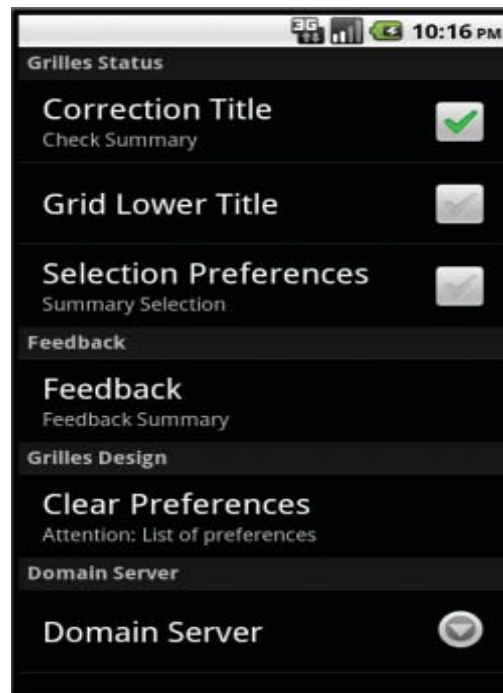 3G 10:16 PM
Grilles Status
Correction Title
Check Summary
Grid Lower Title
Selection Preferences
Summary Selection
Feedback
Feedback
Feedback Summary
Grilles Design
Clear Preferences
Attention: List of preferences
Domain Server
Domain Server